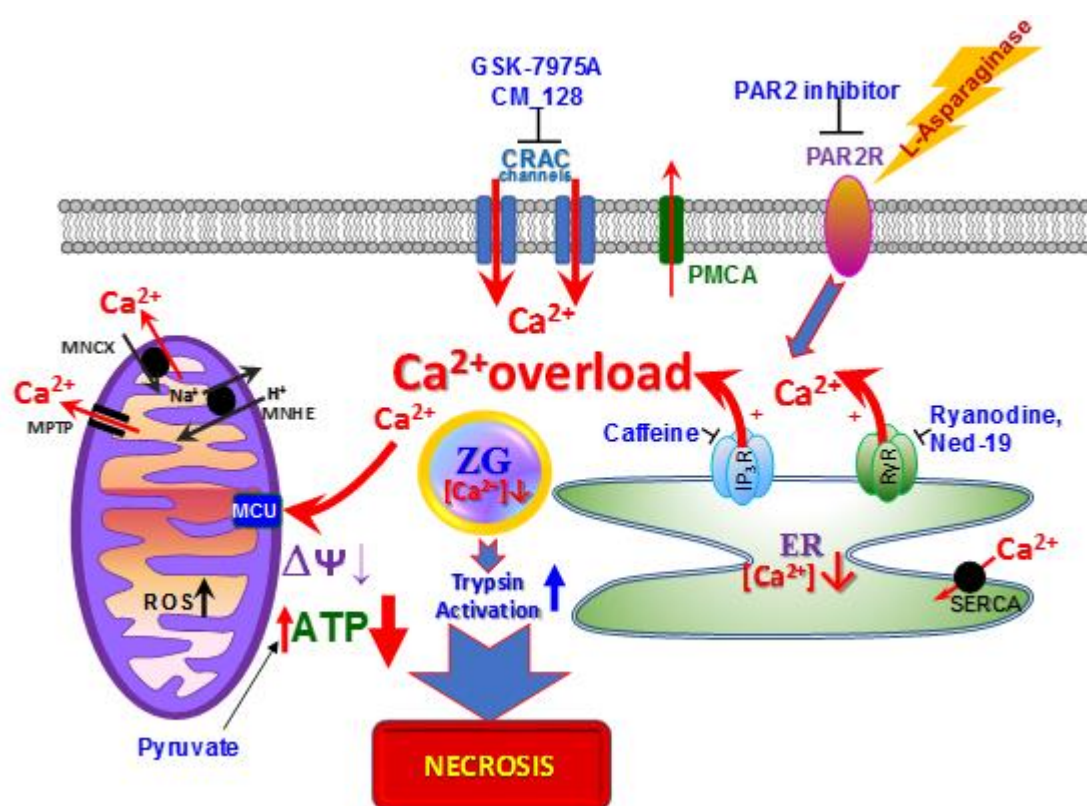 GSK-7975A
CM_128
CRAC
channels
PAR2 inhibitor
PAR2R
L-Asparaginase
PMCA
Ca²⁺
Ca²⁺
MNCX
Na⁺
H⁺
MNHE
Ca²⁺
MPTP
Ca²⁺overload
Ca²⁺
Ca²⁺
+
+
Caffeine
IP₃R
RyR
Ryanodine,
Ned-19
ZG
[Ca²⁺]↓
MCU
ΔΨ↓
ROS↑
↑ATP↓
Trypsin
Activation↑
ER
[Ca²⁺]↓
Ca²⁺
SERCA
Pyruvate
NECROSIS